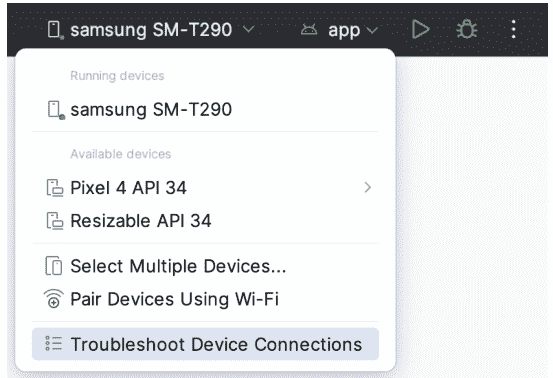 samsung SM-T290 app
Running devices
samsung SM-T290
Available devices
Pixel 4 API 34
Resizable API 34
Select Multiple Devices...
Pair Devices Using Wi-Fi
Troubleshoot Device Connections